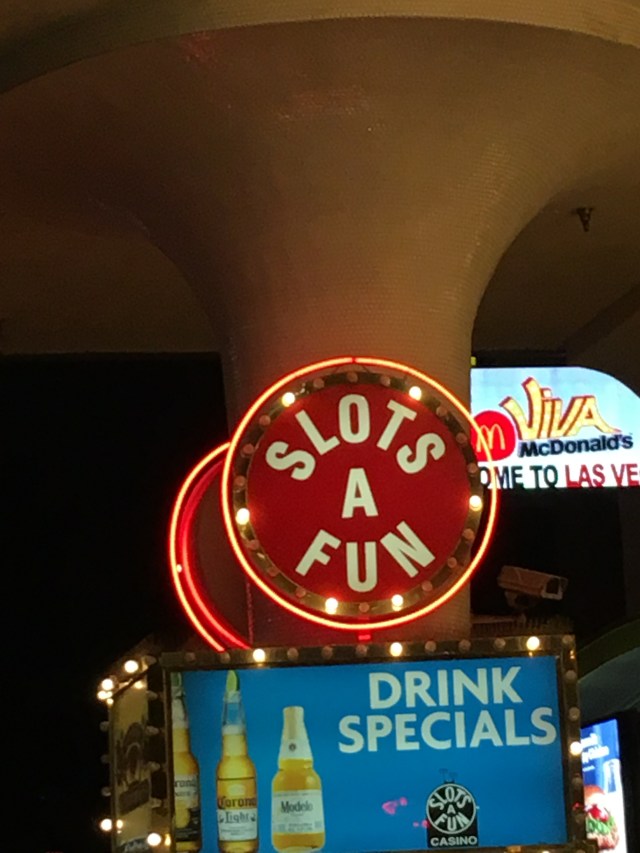 SLOTS
A
FUN
VIVA
M
McDonald's
OME TO LAS VE
DRINK
SPECIALS
Corona
Light
Modelo
SLOTS
A
FUN
CASINO